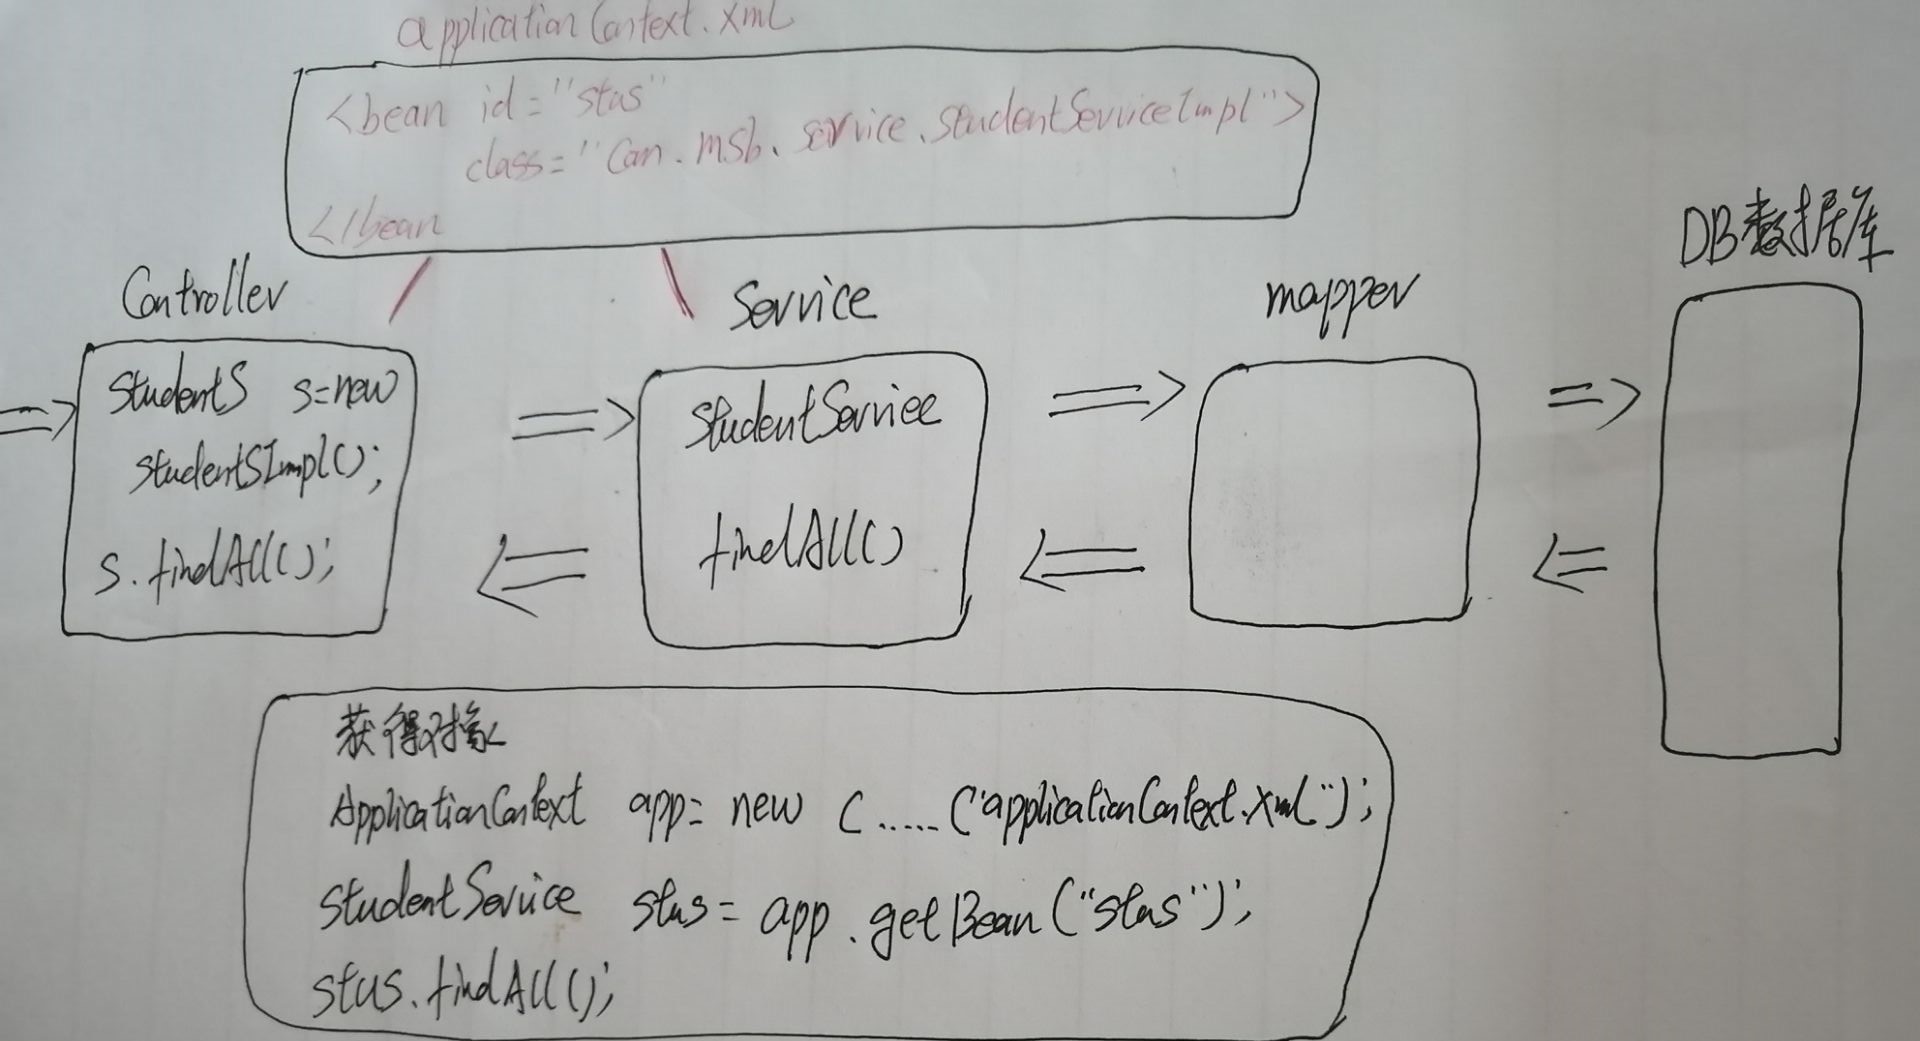 applicationContext.xml
<bean id="stus"
class="Com.msb.service.studentServiceImpl">
</bean
Controller
Service
mapper
DB数据库
studentS s=new
studentSImpl();
s.findAll();
studentService
findAll()
获得对象
ApplicationContext app= new C.....("applicationContext.xml");
studentService stus= app.getBean("stus");
stus.findAll();